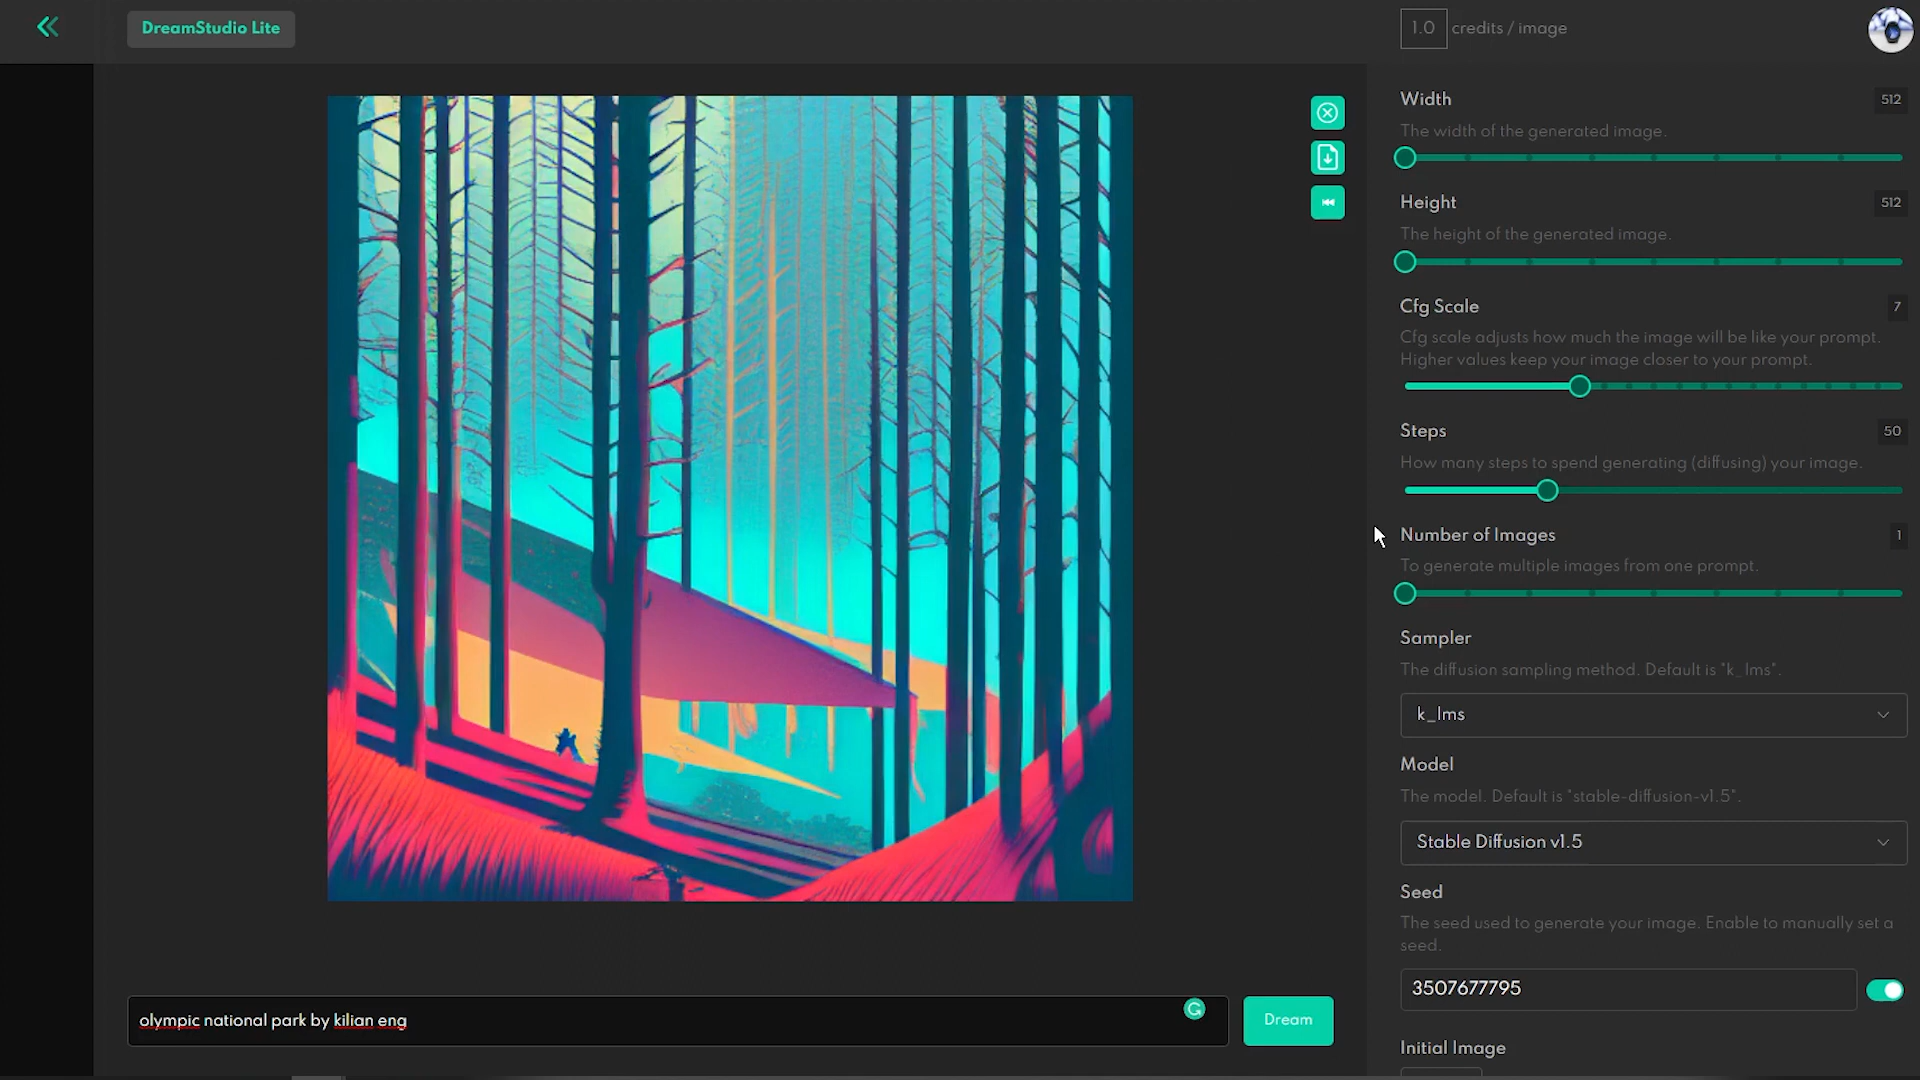 DreamStudio Lite
1.0 credits / image
Width 512
The width of the generated image.
Height 512
The height of the generated image.
Cfg Scale 7
Cfg scale adjusts how much the image will be like your prompt.
Higher values keep your image closer to your prompt.
Steps 50
How many steps to spend generating (diffusing) your image.
Number of Images 1
To generate multiple images from one prompt.
Sampler
The diffusion sampling method. Default is "k_lms".
k_lms
Model
The model. Default is "stable-diffusion-v1.5".
Stable Diffusion v1.5
Seed
The seed used to generate your image. Enable to manually set a
seed.
3507677795
Initial Image
olympic national park by kilian eng
Dream